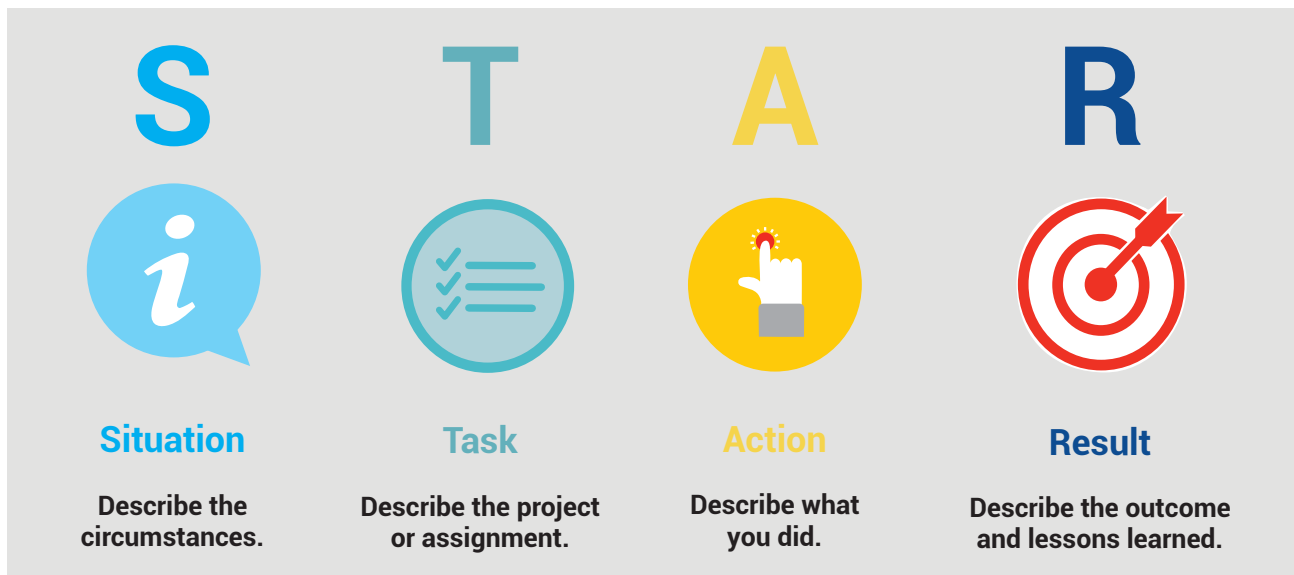 S
T
A
R
i
Situation
Task
Action
Result
Describe the
circumstances.
Describe the project
or assignment.
Describe what
you did.
Describe the outcome
and lessons learned.